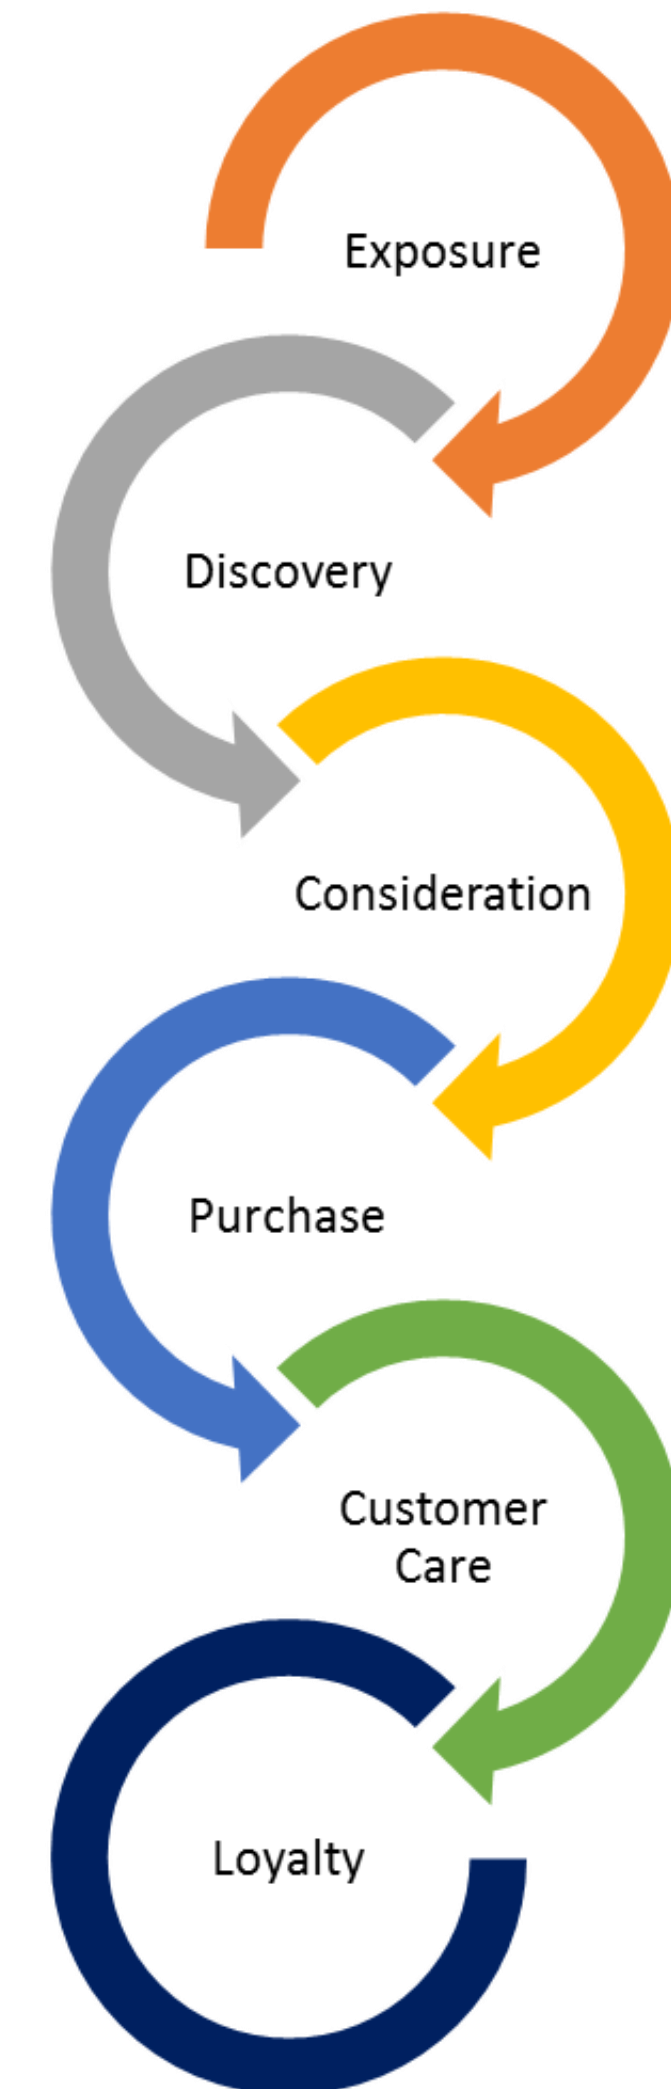 Exposure
Discovery
Consideration
Purchase
Customer
Care
Loyalty